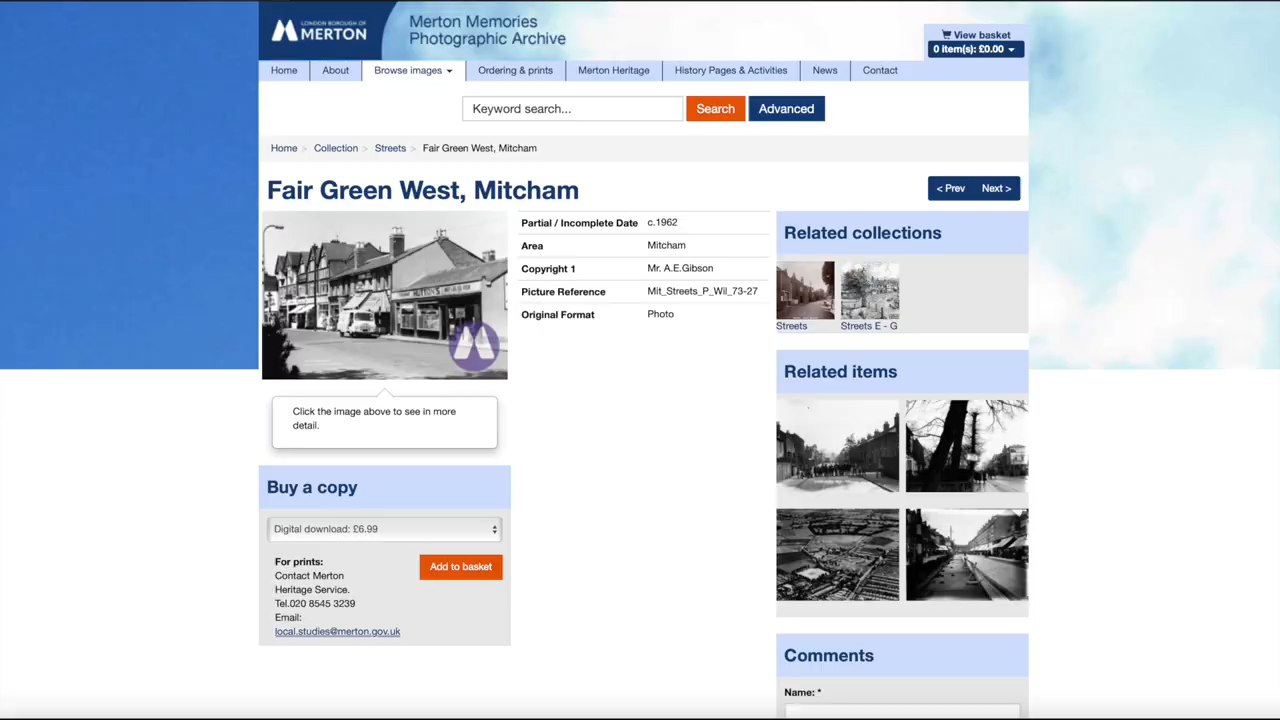 LONDON BOROUGH OF
MERTON
Merton Memories
Photographic Archive
View basket
0 item(s): £0.00
Home
About
Browse images
Ordering & prints
Merton Heritage
History Pages & Activities
News
Contact
Keyword search...
Search
Advanced
Home > Collection > Streets > Fair Green West, Mitcham
Fair Green West, Mitcham
< Prev
Next >
Partial / Incomplete Date c.1962
Area Mitcham
Copyright 1 Mr. A.E.Gibson
Picture Reference Mit_Streets_P_Wil_73-27
Original Format Photo
Click the image above to see in more
detail.
Buy a copy
Digital download: £6.99
For prints:
Contact Merton
Heritage Service.
Tel.020 8545 3239
Email:
local.studies@merton.gov.uk
Add to basket
Related collections
Streets
Streets E - G
Related items
Comments
Name: *